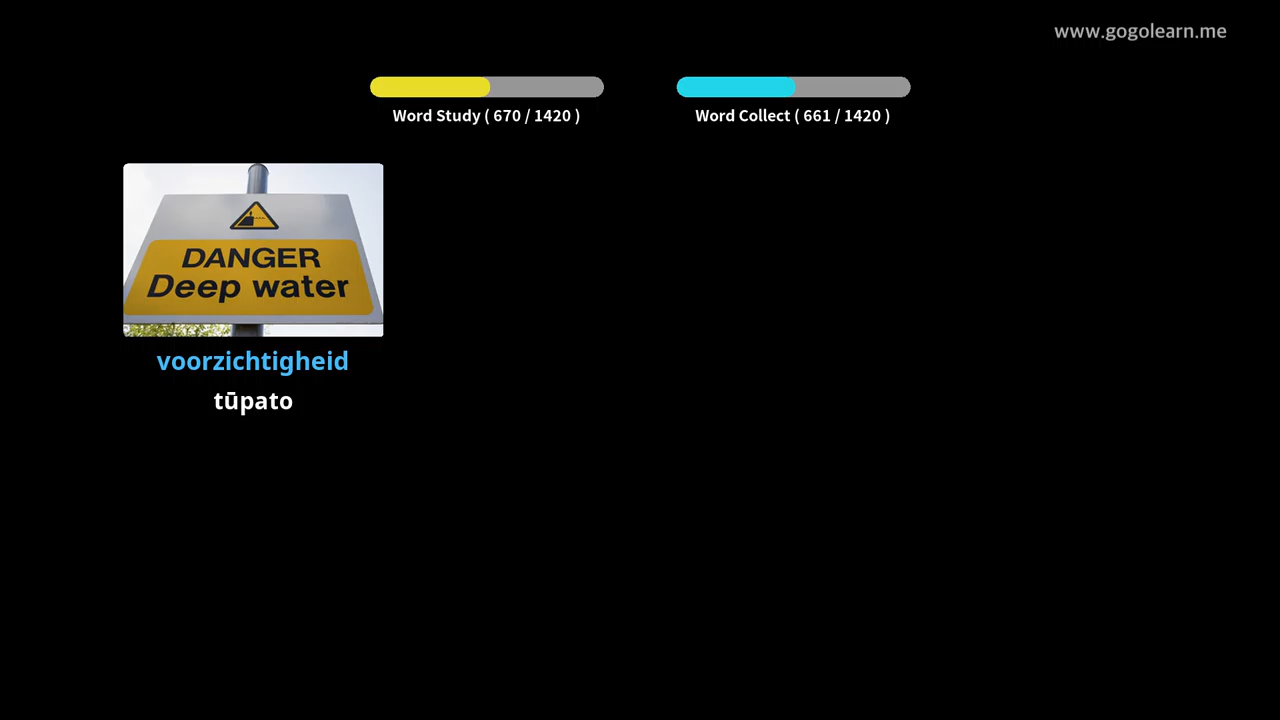 www.gogolearn.me
Word Study ( 670 / 1420 )
Word Collect ( 661 / 1420 )
DANGER
Deep water
voorzichtigheid
tūpato